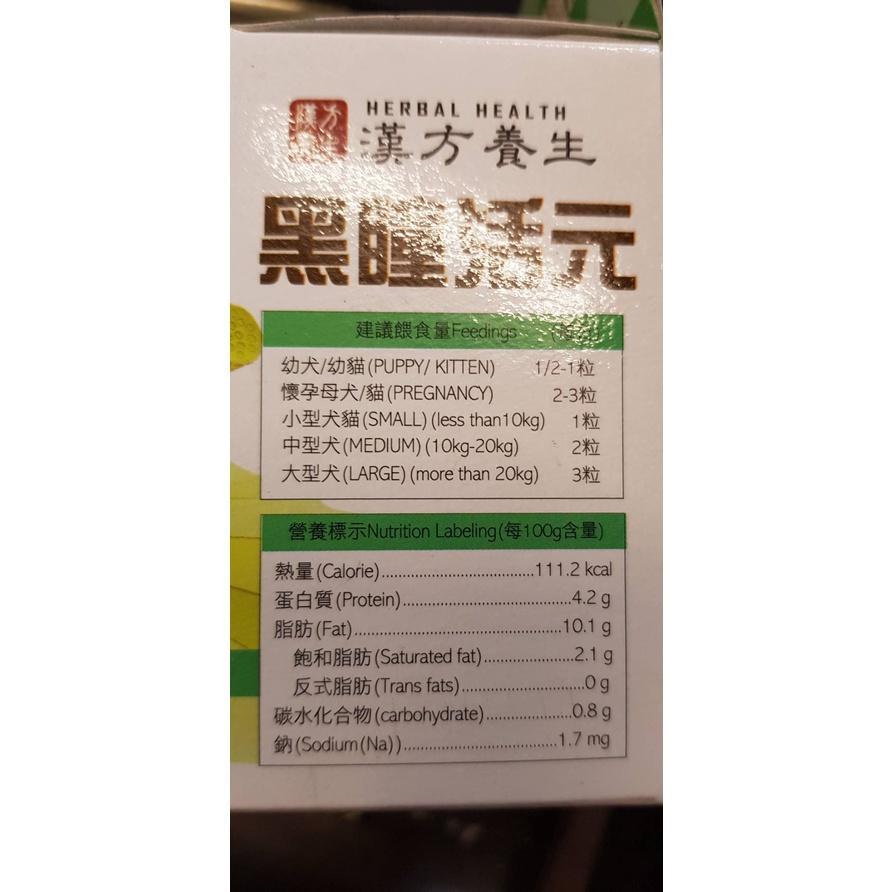 漢方
HERBAL HEALTH
漢方養生
黑瞳活元
建議餵食量Feedings
幼犬/幼貓(PUPPY/ KITTEN) 1/2-1粒
懷孕母犬/貓(PREGNANCY) 2-3粒
小型犬貓(SMALL) (less than10kg) 1粒
中型犬(MEDIUM) (10kg-20kg) 2粒
大型犬(LARGE) (more than 20kg) 3粒
營養標示Nutrition Labeling(每100g含量)
熱量(Calorie)......................................111.2 kcal
蛋白質(Protein)..........................................4.2 g
脂肪(Fat)....................................................10.1 g
飽和脂肪(Saturated fat)......................2.1 g
反式脂肪(Trans fats)...............................0 g
碳水化合物(carbohydrate).....................0.8 g
鈉(Sodium(Na))......................................1.7 mg